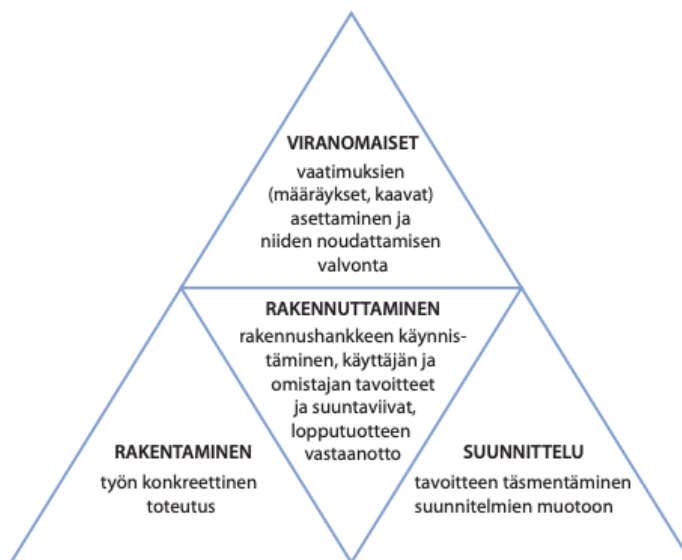 VIRANOMAISET
vaatimuksien
(määräykset, kaavat)
asettaminen ja
niiden noudattamisen
valvonta
RAKENNUTTAMINEN
rakennushankkeen käynnis-
täminen, käyttäjän ja
omistajan tavoitteet
ja suuntaviivat,
lopputuotteen
vastaanotto
RAKENTAMINEN
työn konkreettinen
toteutus
SUUNNITTELU
tavoitteen täsmentäminen
suunnitelmien muotoon